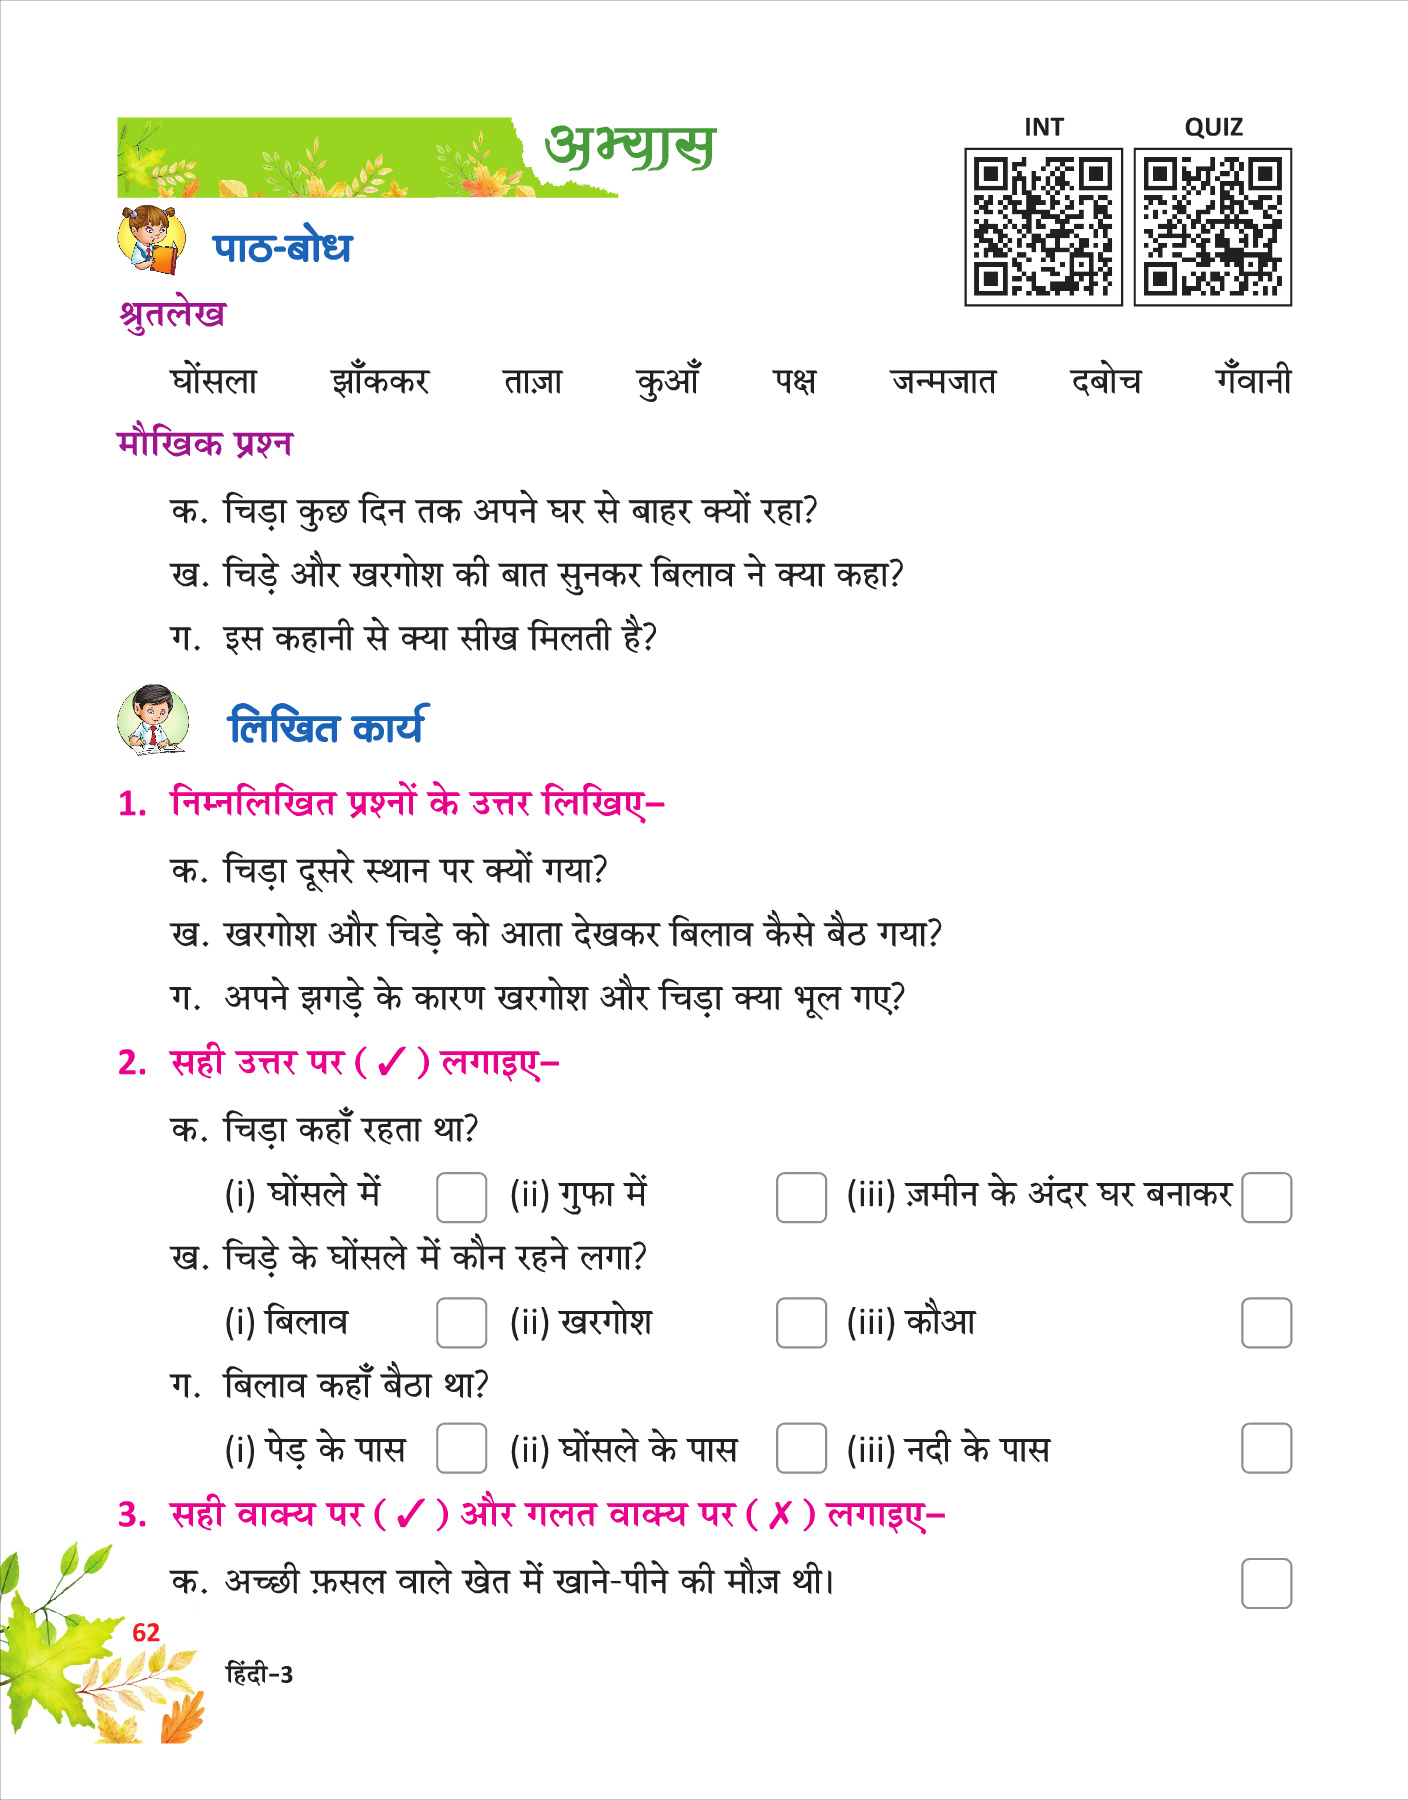 अभ्यास
INT QUIZ
पाठ-बोध
श्रुतलेख
घोंसला झाँककर ताज़ा कुआँ पक्ष जन्मजात दबोच गँवानी
मौखिक प्रश्न
क. चिड़ा कुछ दिन तक अपने घर से बाहर क्यों रहा?
ख. चिड़े और खरगोश की बात सुनकर बिलाव ने क्या कहा?
ग. इस कहानी से क्या सीख मिलती है?
लिखित कार्य
1. निम्नलिखित प्रश्नों के उत्तर लिखिए–
क. चिड़ा दूसरे स्थान पर क्यों गया?
ख. खरगोश और चिड़े को आता देखकर बिलाव कैसे बैठ गया?
ग. अपने झगड़े के कारण खरगोश और चिड़ा क्या भूल गए?
2. सही उत्तर पर ( ✓ ) लगाइए–
क. चिड़ा कहाँ रहता था?
(i) घोंसले में (ii) गुफा में (iii) ज़मीन के अंदर घर बनाकर
ख. चिड़े के घोंसले में कौन रहने लगा?
(i) बिलाव (ii) खरगोश (iii) कौआ
ग. बिलाव कहाँ बैठा था?
(i) पेड़ के पास (ii) घोंसले के पास (iii) नदी के पास
3. सही वाक्य पर ( ✓ ) और गलत वाक्य पर ( ✗ ) लगाइए–
क. अच्छी फ़सल वाले खेत में खाने-पीने की मौज़ थी।
62
हिंदी–3